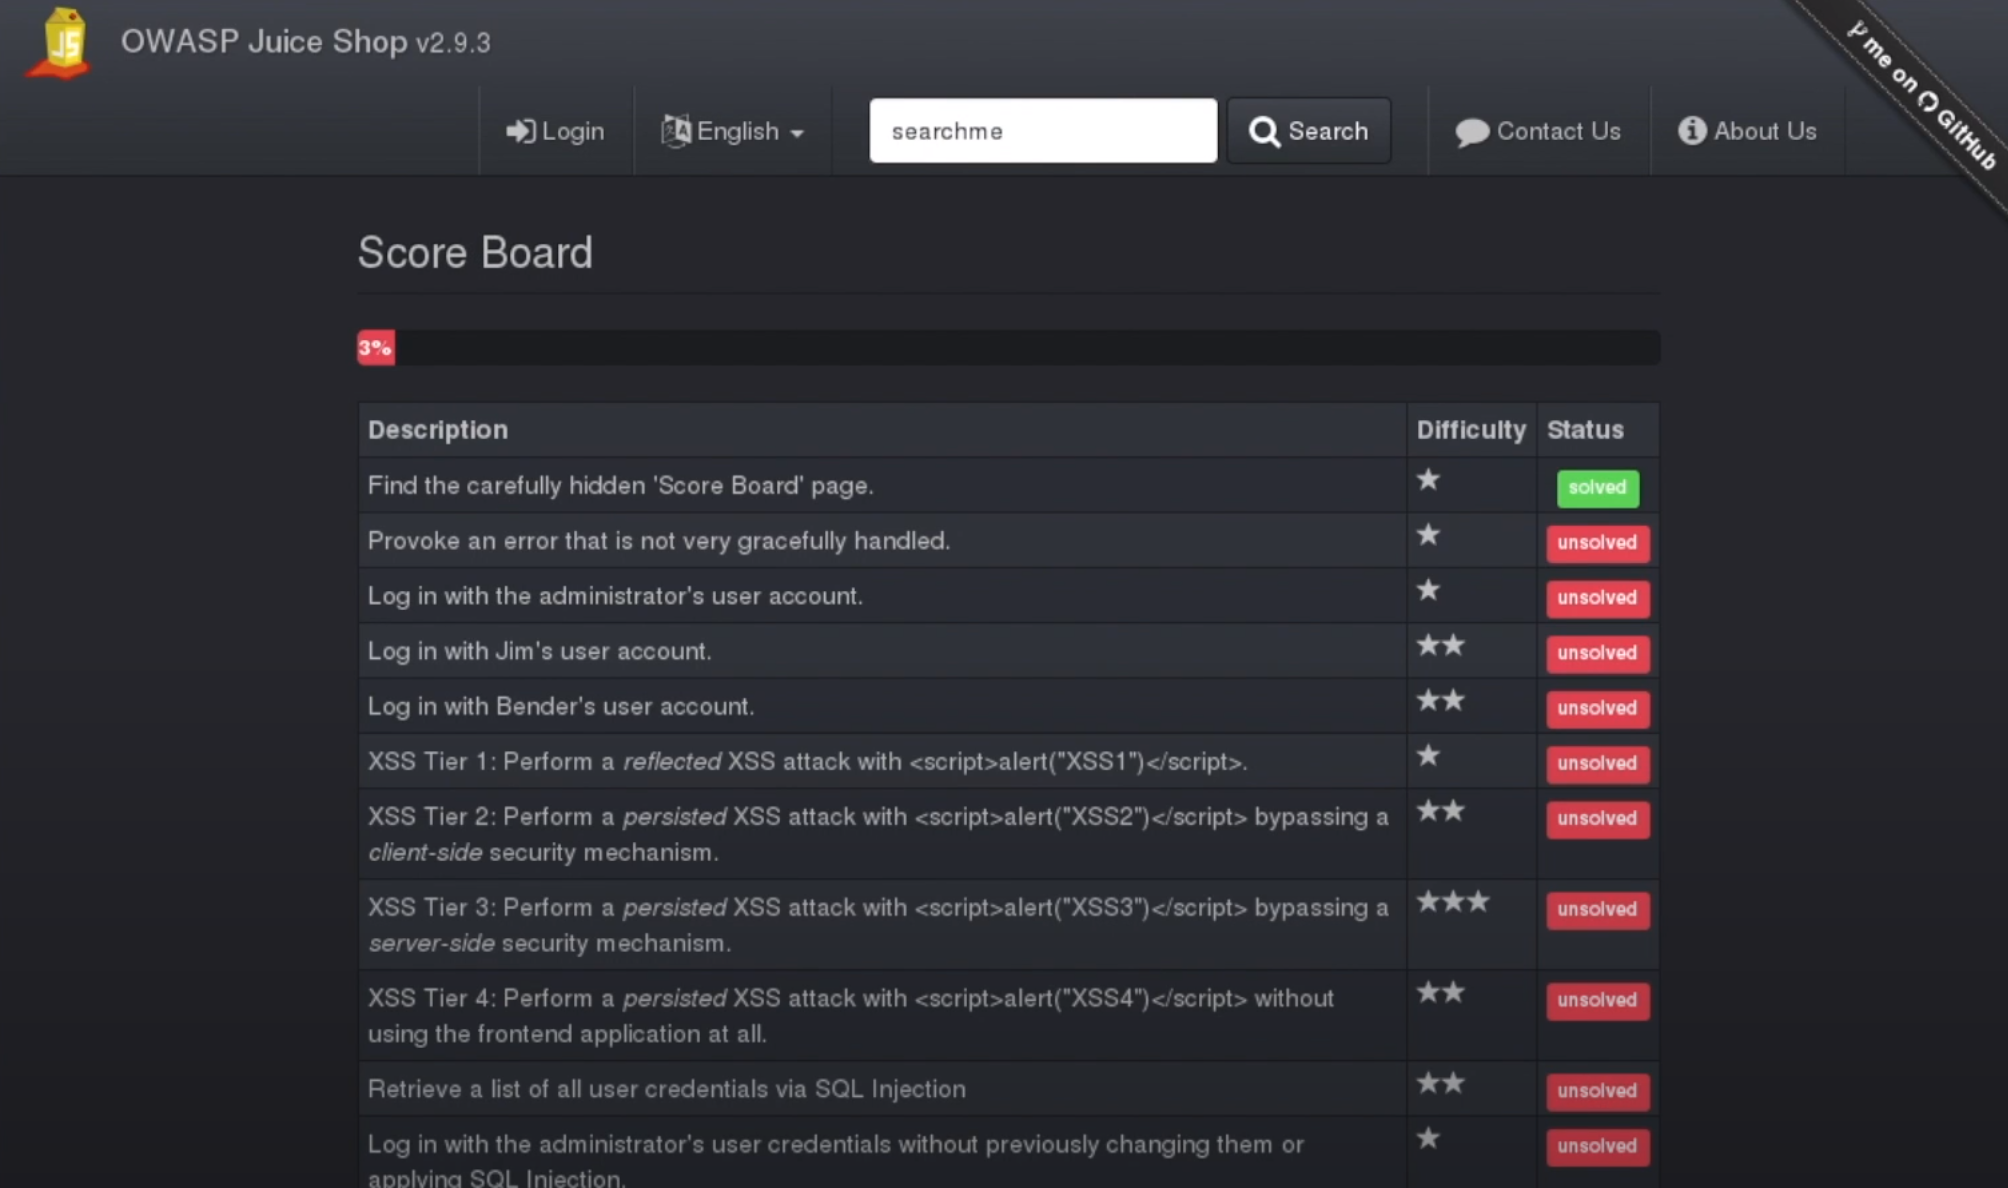 JS
OWASP Juice Shop v2.9.3
me on GitHub
Login
English
searchme
Search
Contact Us
About Us
Score Board
3%
Description Difficulty Status
Find the carefully hidden 'Score Board' page. ★ solved
Provoke an error that is not very gracefully handled. ★ unsolved
Log in with the administrator's user account. ★ unsolved
Log in with Jim's user account. ★★ unsolved
Log in with Bender's user account. ★★ unsolved
XSS Tier 1: Perform a reflected XSS attack with <script>alert("XSS1")</script>. ★ unsolved
XSS Tier 2: Perform a persisted XSS attack with <script>alert("XSS2")</script> bypassing a ★★ unsolved
client-side security mechanism.
XSS Tier 3: Perform a persisted XSS attack with <script>alert("XSS3")</script> bypassing a ★★★ unsolved
server-side security mechanism.
XSS Tier 4: Perform a persisted XSS attack with <script>alert("XSS4")</script> without ★★ unsolved
using the frontend application at all.
Retrieve a list of all user credentials via SQL Injection ★★ unsolved
Log in with the administrator's user credentials without previously changing them or ★ unsolved
applying SQL Injection.